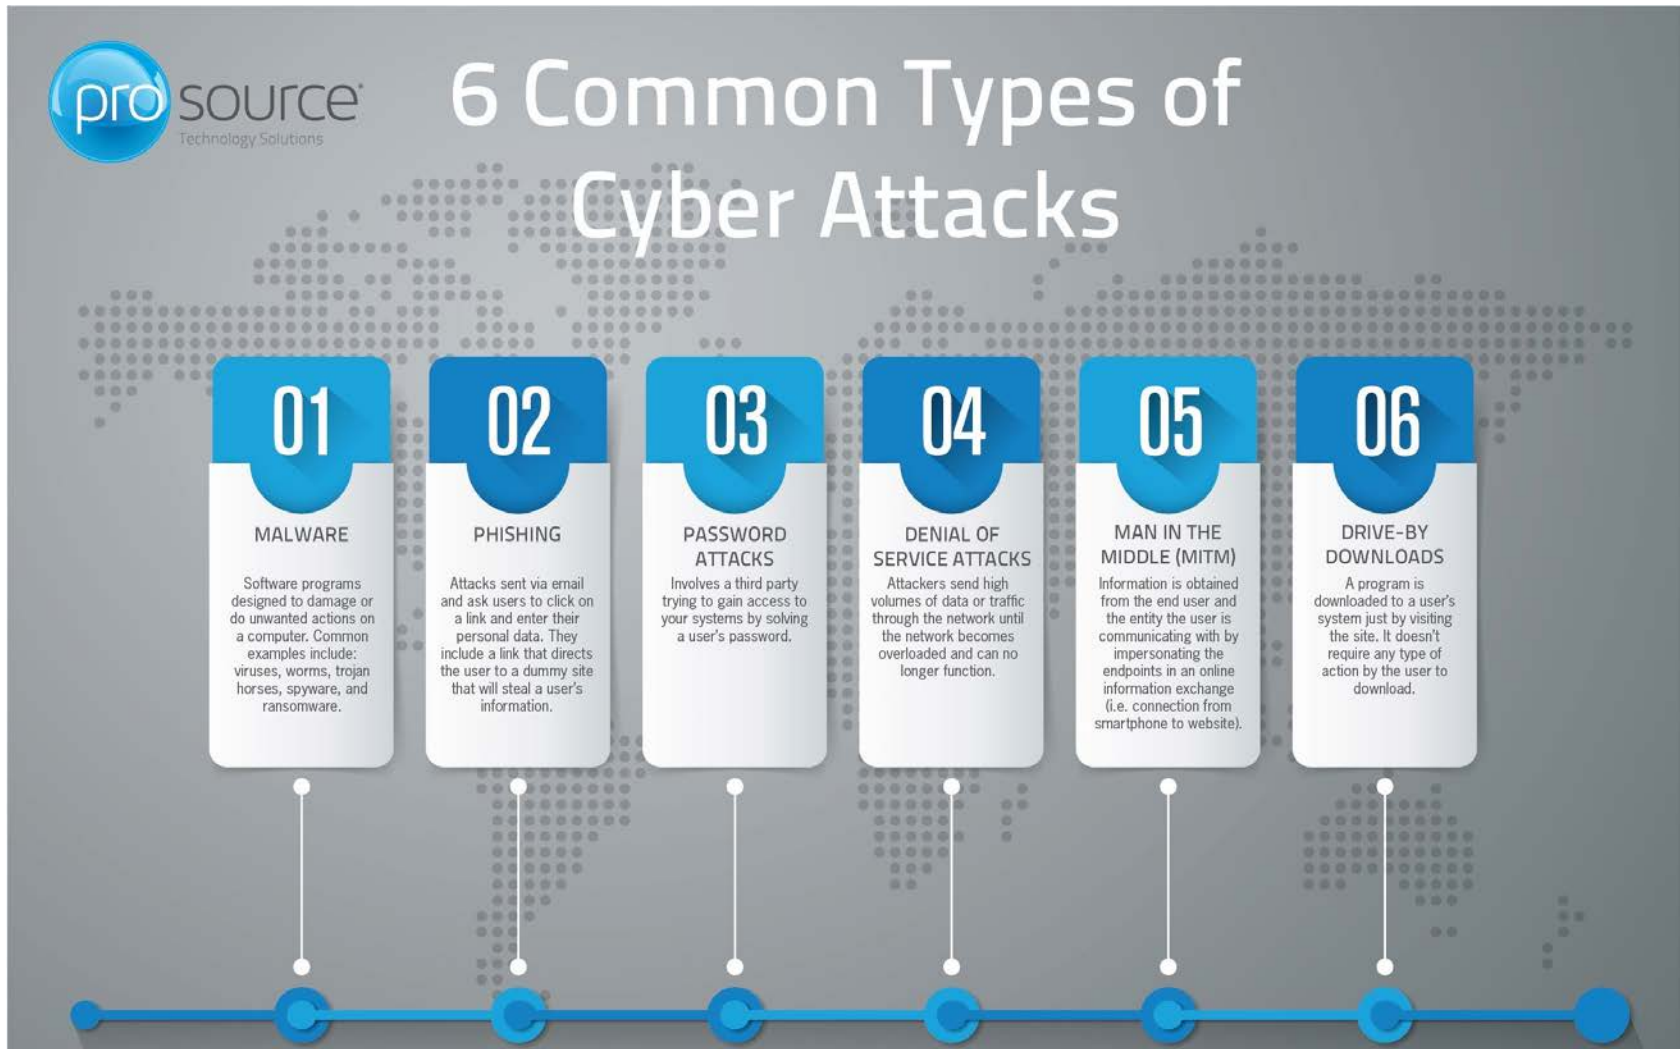 pro source®
Technology Solutions
6 Common Types of
Cyber Attacks
01
MALWARE
Software programs
designed to damage or
do unwanted actions on
a computer. Common
examples include:
viruses, worms, trojan
horses, spyware, and
ransomware.
02
PHISHING
Attacks sent via email
and ask users to click on
a link and enter their
personal data. They
include a link that directs
the user to a dummy site
that will steal a user's
information.
03
PASSWORD
ATTACKS
Involves a third party
trying to gain access to
your systems by solving
a user's password.
04
DENIAL OF
SERVICE ATTACKS
Attackers send high
volumes of data or traffic
through the network until
the network becomes
overloaded and can no
longer function.
05
MAN IN THE
MIDDLE (MITM)
Information is obtained
from the end user and
the entity the user is
communicating with by
impersonating the
endpoints in an online
information exchange
(i.e. connection from
smartphone to website).
06
DRIVE-BY
DOWNLOADS
A program is
downloaded to a user's
system just by visiting
the site. It doesn't
require any type of
action by the user to
download.